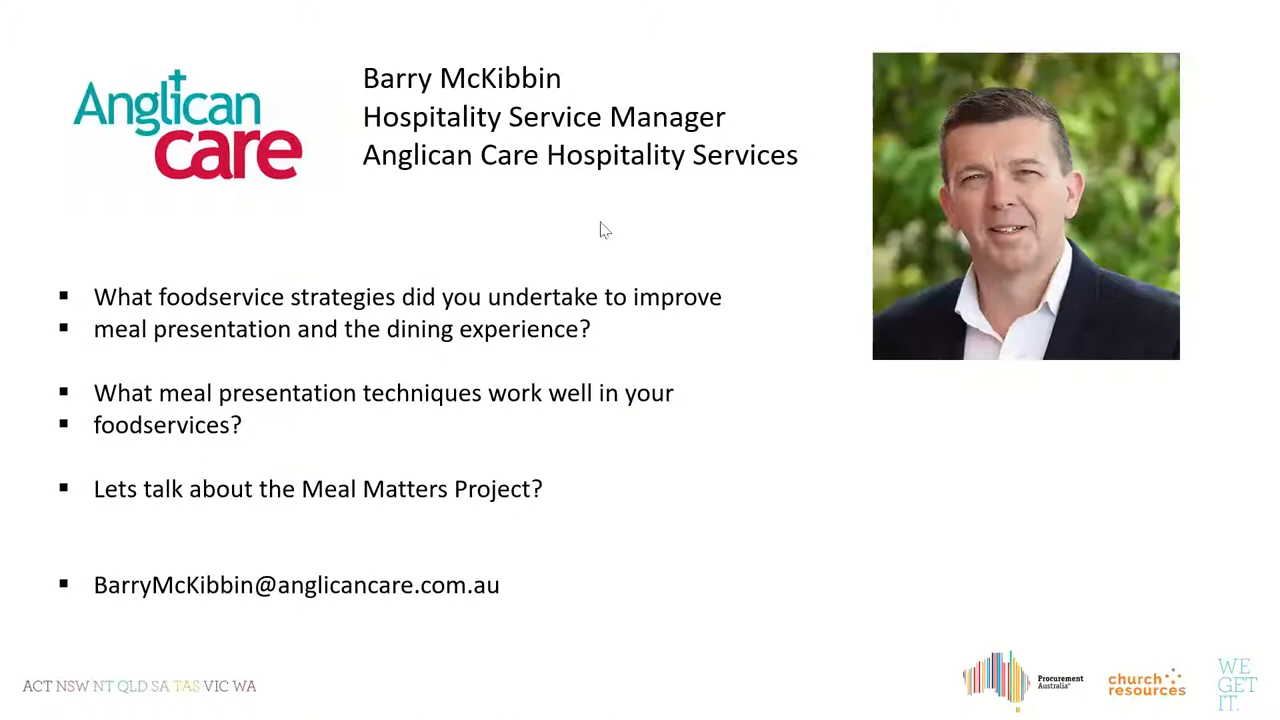 Anglican
care
Barry McKibbin
Hospitality Service Manager
Anglican Care Hospitality Services
What foodservice strategies did you undertake to improve
meal presentation and the dining experience?
What meal presentation techniques work well in your
foodservices?
Lets talk about the Meal Matters Project?
BarryMcKibbin@anglicancare.com.au
ACT NSW NT QLD SA TAS VIC WA
Procurement
Australia
church
resources
WE
GET
IT.